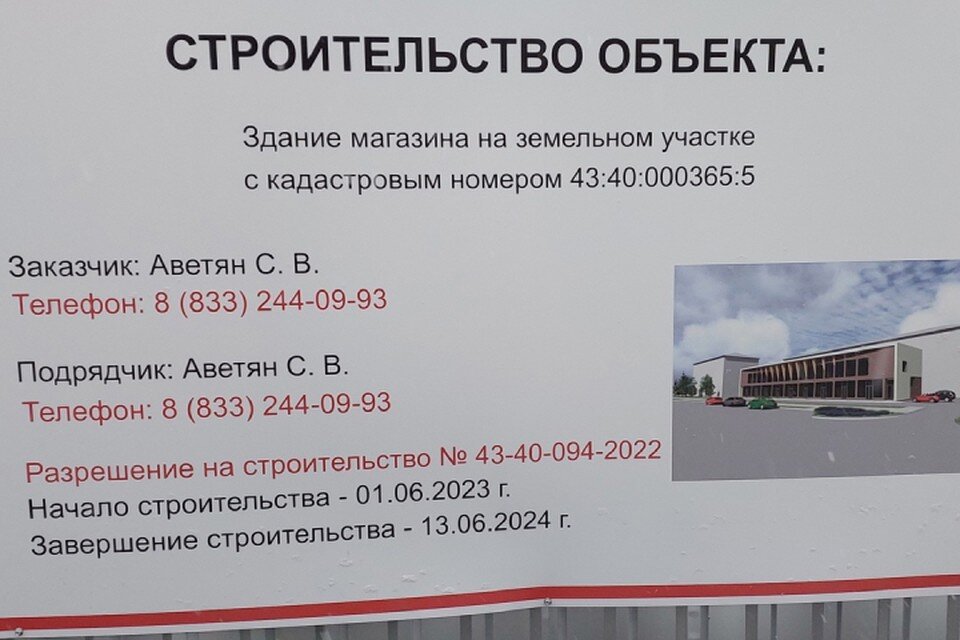 СТРОИТЕЛЬСТВО ОБЪЕКТА:
Здание магазина на земельном участке
с кадастровым номером 43:40:000365:5
Заказчик: Аветян С. В.
Телефон: 8 (833) 244-09-93
Подрядчик: Аветян С. В.
Телефон: 8 (833) 244-09-93
Разрешение на строительство № 43-40-094-2022
Начало строительства - 01.06.2023 г.
Завершение строительства - 13.06.2024 г.